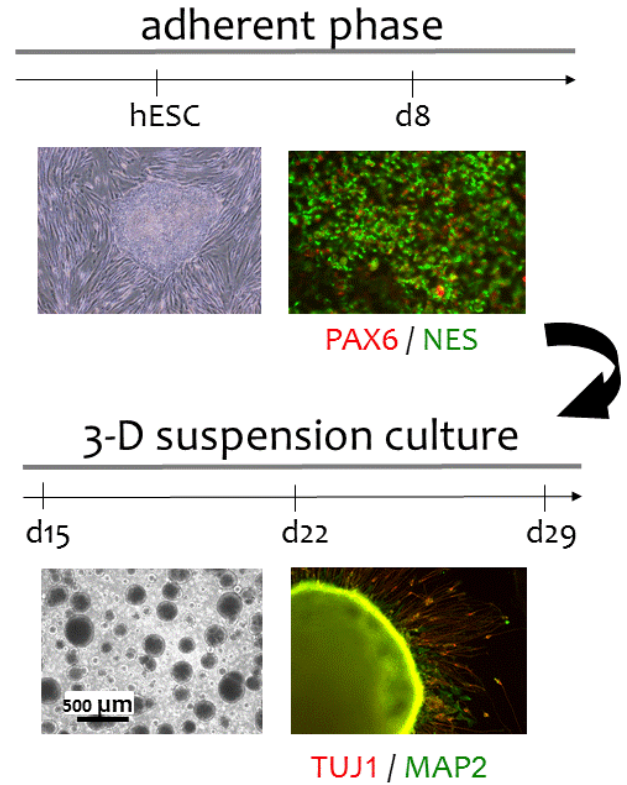 adherent phase
hESC d8
PAX6 / NES
3-D suspension culture
d15 d22 d29
500 µm
TUJ1 / MAP2